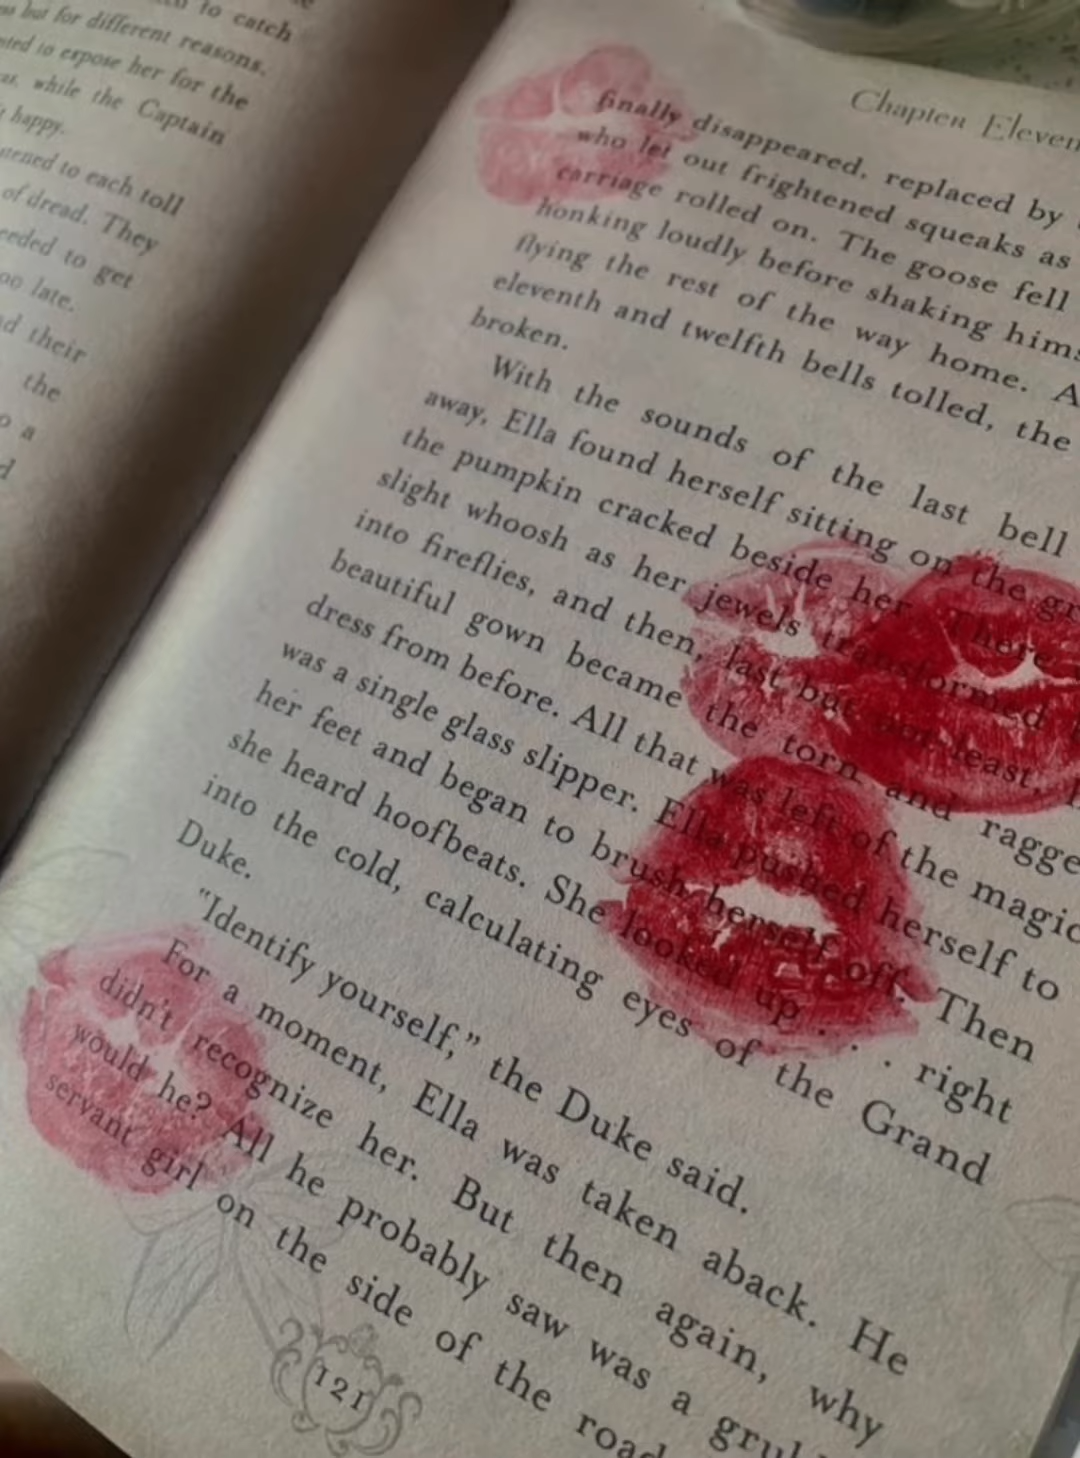 to catch
but for different reasons.
to expose her for the
while the Captain
happy.
to each toll
of dread. They
to get
late.
their
the
a
Chapter Eleven
finally disappeared, replaced by
who let out frightened squeaks as
carriage rolled on. The goose fell
honking loudly before shaking
flying the rest of the way home. A
eleventh and twelfth bells tolled, the
broken.
With the sounds of the last bell
away, Ella found herself sitting on the
the pumpkin cracked beside her. There
slight whoosh as her jewels transformed
into fireflies, and then, last but not least,
beautiful gown became the torn and
dress from before. All that was left of the magic
was a single glass slipper. Ella pushed herself to
her feet and began to brush herself off. Then
she heard hoofbeats. She looked up . . . right
into the cold, calculating eyes of the Grand
Duke.
“Identify yourself,” the Duke said.
For a moment, Ella was taken aback. He
didn’t recognize her. But then again, why
would he? All he probably saw was a
servant girl on the side of the road
121